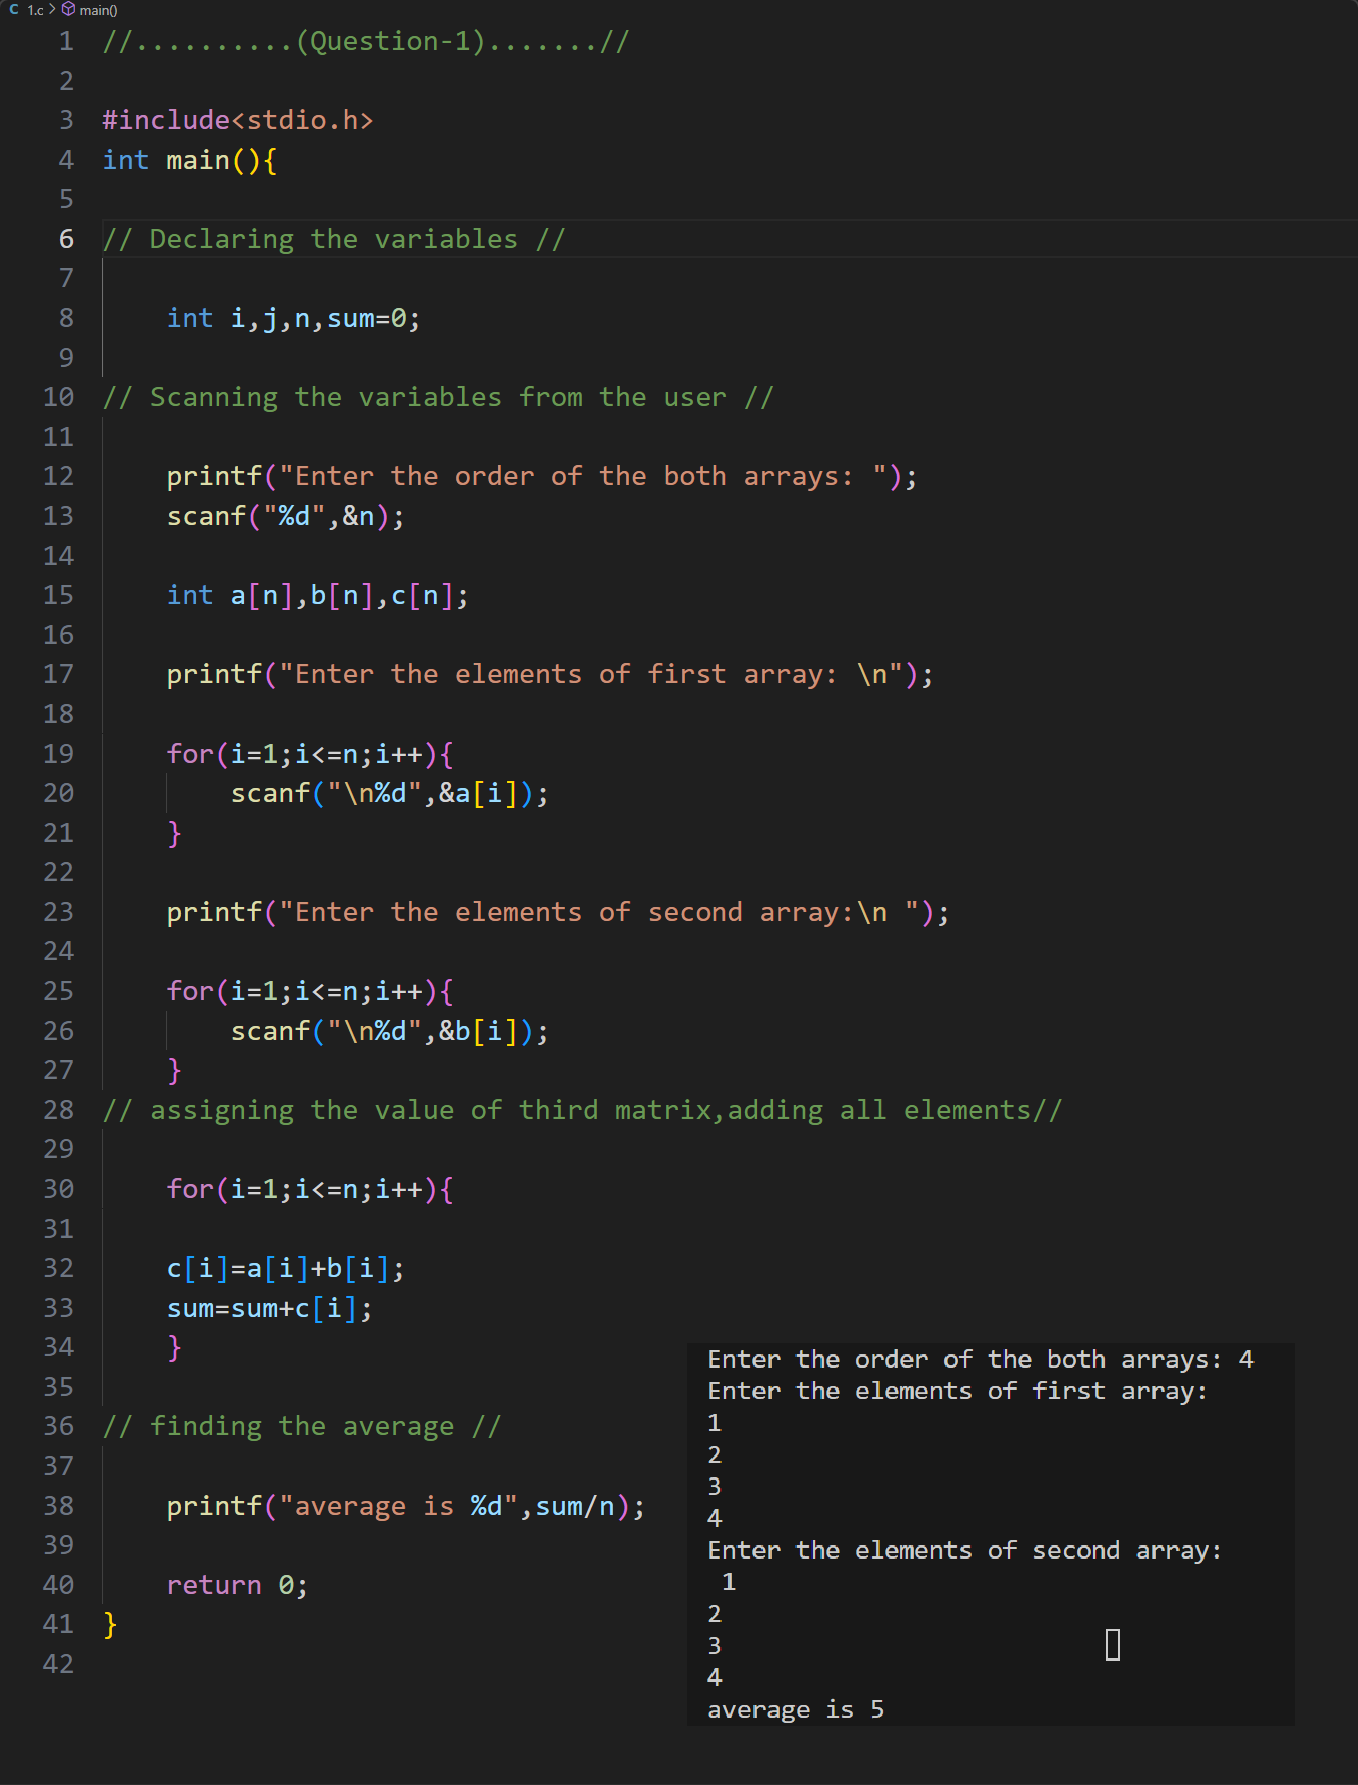 C 1.c > main()
1 //..........(Question-1).......//
2
3 #include<stdio.h>
4 int main(){
5
6 // Declaring the variables //
7
8     int i,j,n,sum=0;
9
10 // Scanning the variables from the user //
11
12     printf("Enter the order of the both arrays: ");
13     scanf("%d",&n);
14
15     int a[n],b[n],c[n];
16
17     printf("Enter the elements of first array: \n");
18
19     for(i=1;i<=n;i++){
20         scanf("\n%d",&a[i]);
21     }
22
23     printf("Enter the elements of second array:\n ");
24
25     for(i=1;i<=n;i++){
26         scanf("\n%d",&b[i]);
27     }
28 // assigning the value of third matrix,adding all elements//
29
30     for(i=1;i<=n;i++){
31
32     c[i]=a[i]+b[i];
33     sum=sum+c[i];
34     }
35
36 // finding the average //
37
38     printf("average is %d",sum/n);
39
40     return 0;
41 }
42
Enter the order of the both arrays: 4
Enter the elements of first array:
1
2
3
4
Enter the elements of second array:
 1
2
3
4
average is 5